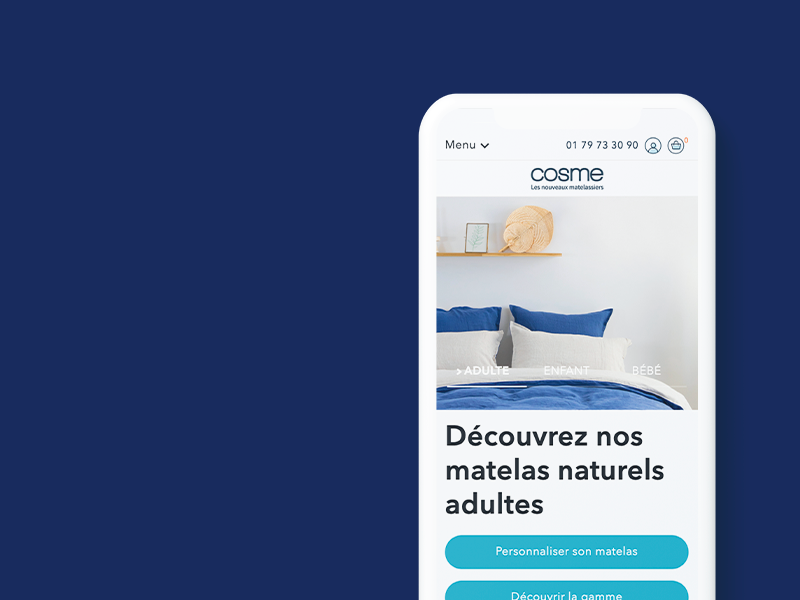 Menu
01 79 73 30 90
0
cosme
Les nouveaux matelassiers
> ADULTE
ENFANT
BÉBÉ
Découvrez nos
matelas naturels
adultes
Personnaliser son matelas
Découvrir la gamme